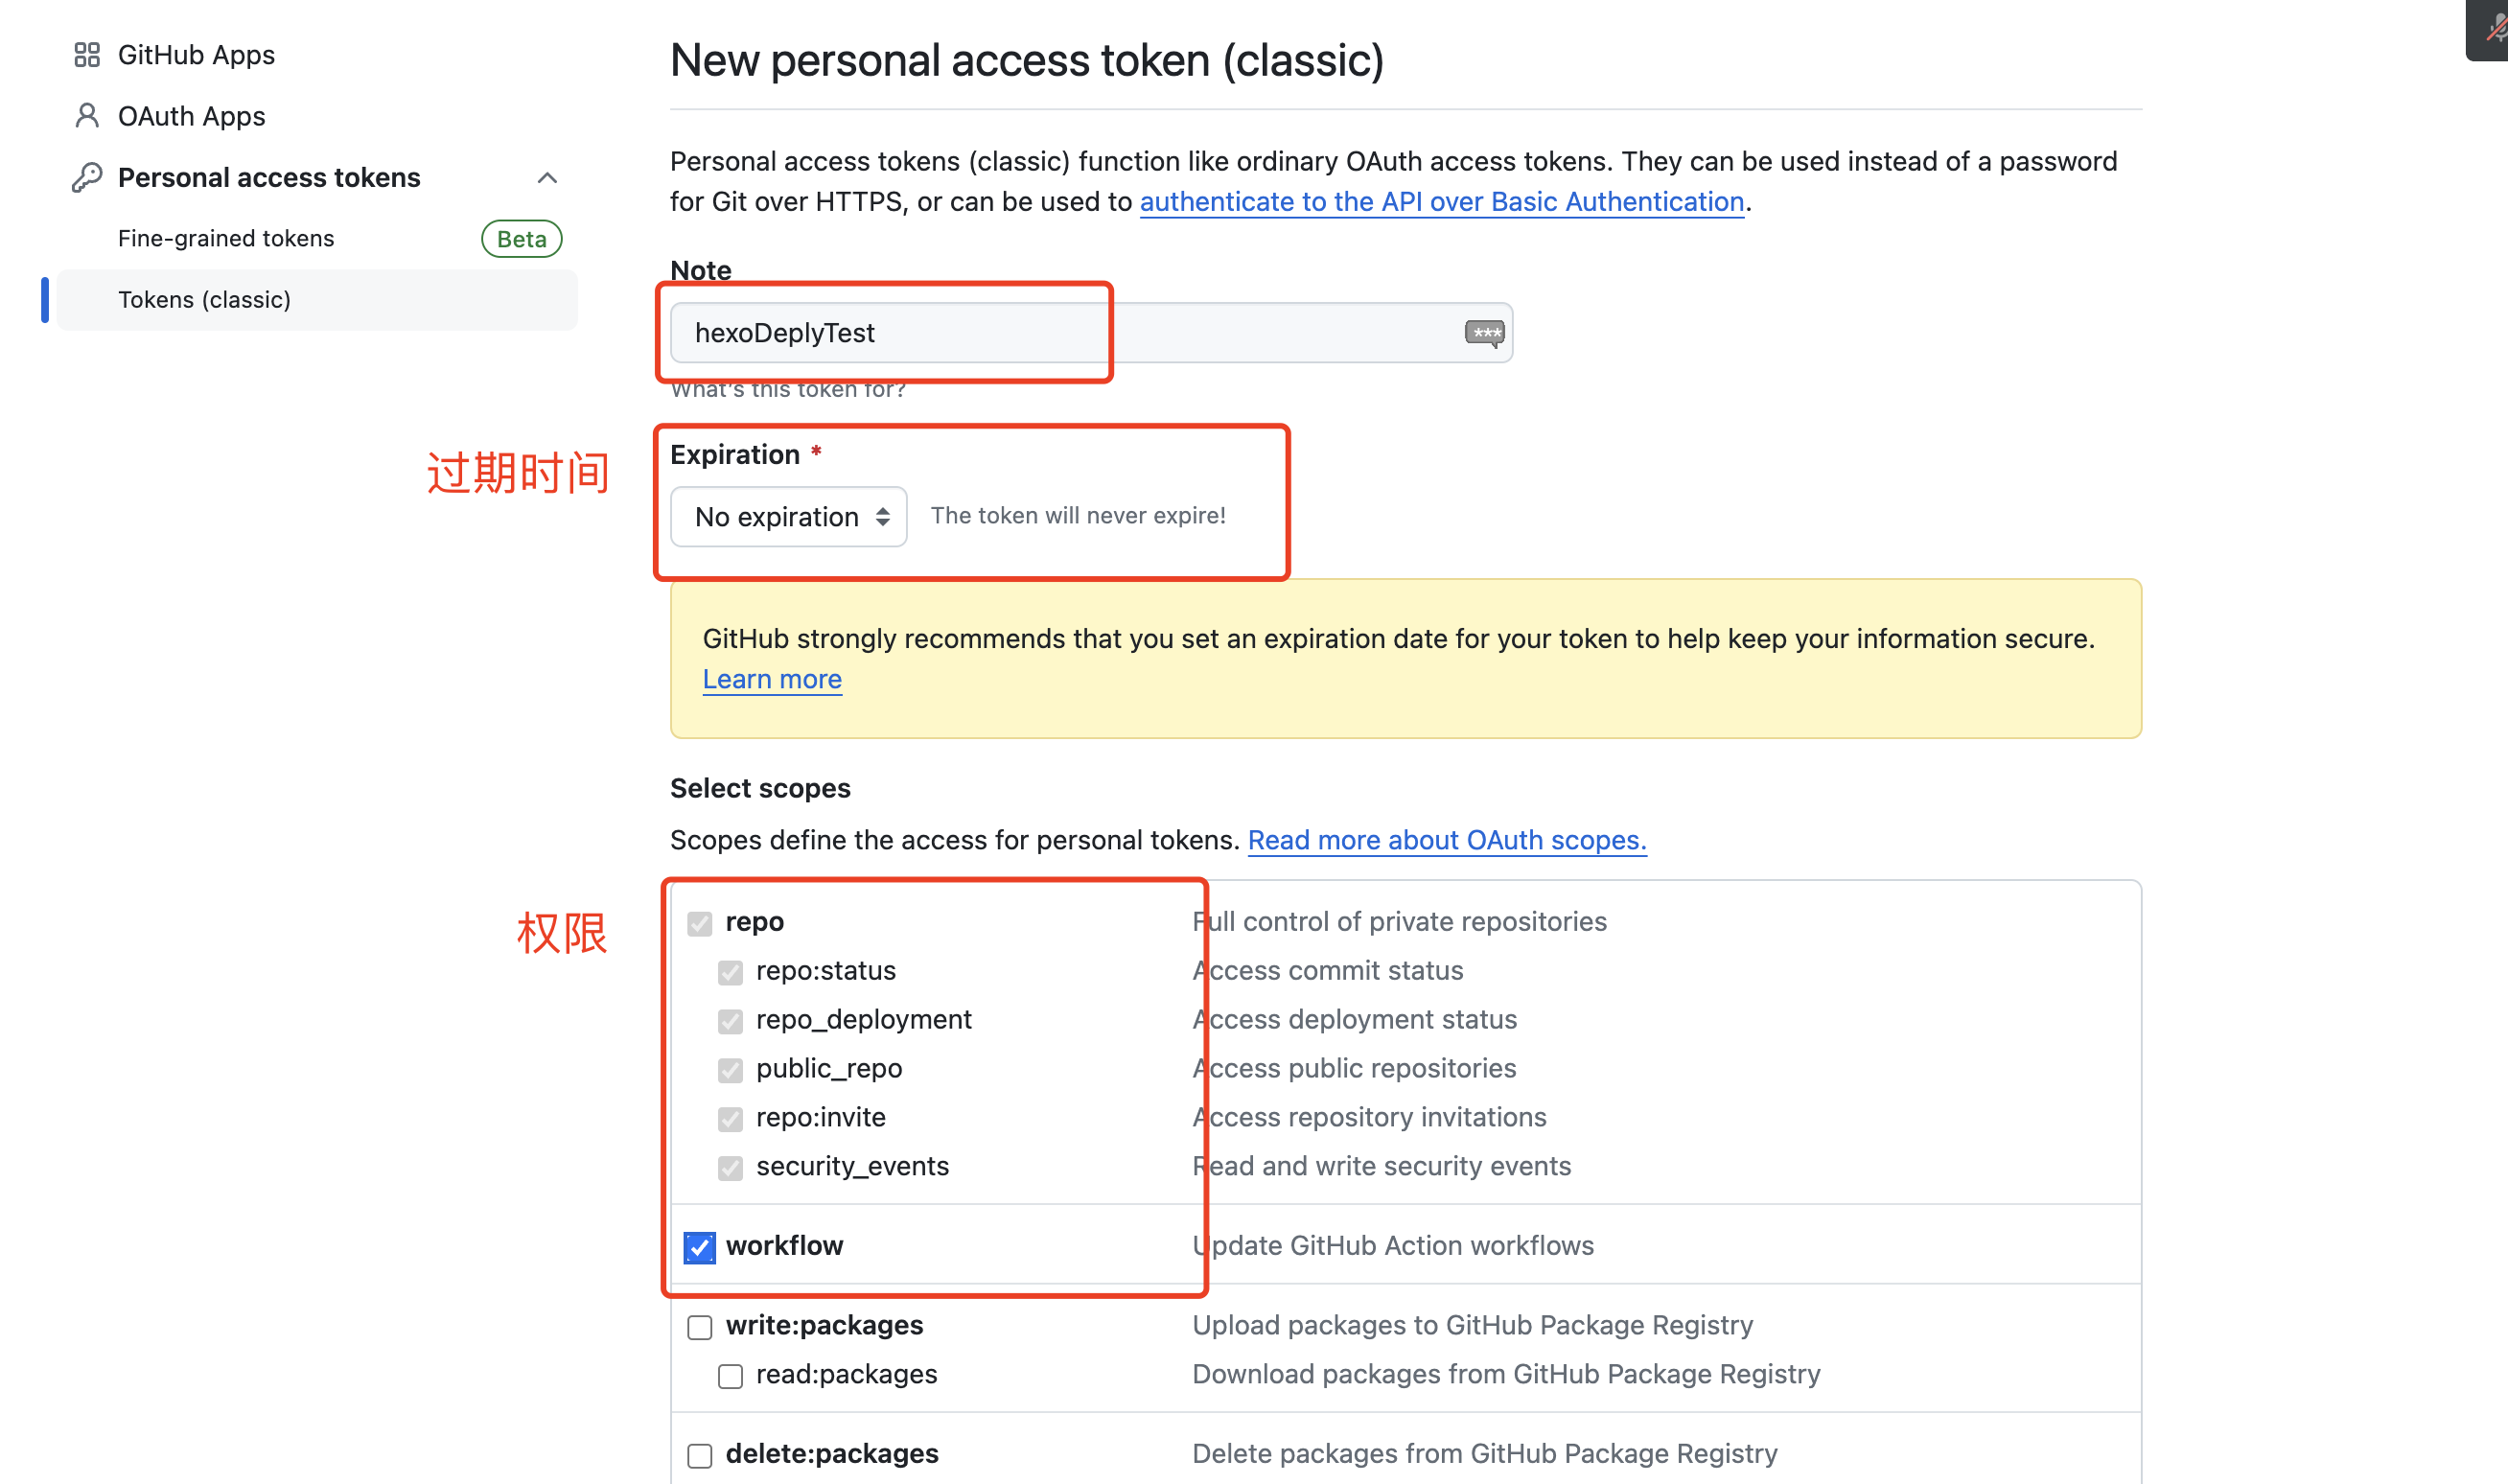 GitHub Apps
OAuth Apps
Personal access tokens
Fine-grained tokens Beta
Tokens (classic)
New personal access token (classic)
Personal access tokens (classic) function like ordinary OAuth access tokens. They can be used instead of a password
for Git over HTTPS, or can be used to authenticate to the API over Basic Authentication.
Note
hexoDeplyTest ***
What's this token for?
过期时间
Expiration *
No expiration The token will never expire!
GitHub strongly recommends that you set an expiration date for your token to help keep your information secure.
Learn more
Select scopes
Scopes define the access for personal tokens. Read more about OAuth scopes.
权限
repo Full control of private repositories
repo:status Access commit status
repo_deployment Access deployment status
public_repo Access public repositories
repo:invite Access repository invitations
security_events Read and write security events
workflow Update GitHub Action workflows
write:packages Upload packages to GitHub Package Registry
read:packages Download packages from GitHub Package Registry
delete:packages Delete packages from GitHub Package Registry